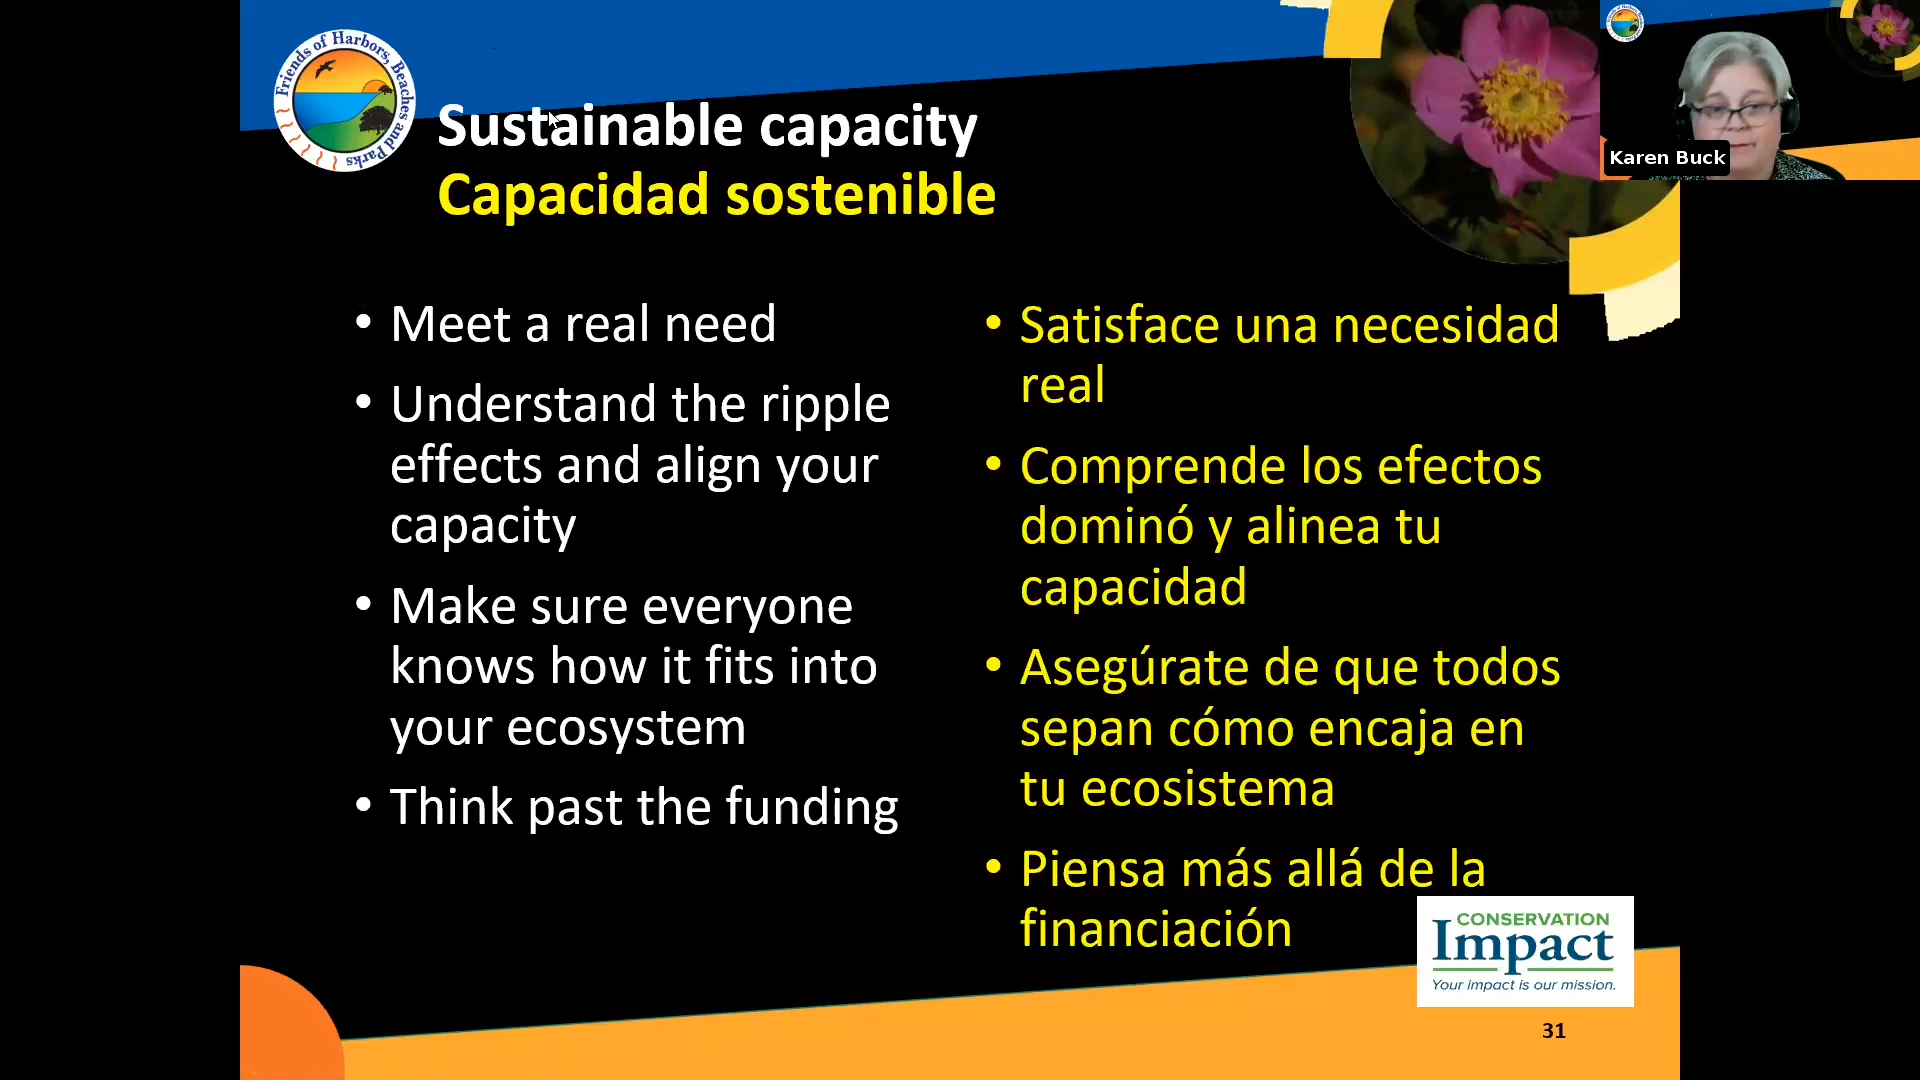 Friends of Harbors, Beaches and Parks
Sustainable capacity
Capacidad sostenible
Karen Buck
• Meet a real need
• Understand the ripple
effects and align your
capacity
• Make sure everyone
knows how it fits into
your ecosystem
• Think past the funding
• Satisface una necesidad
real
• Comprende los efectos
dominó y alinea tu
capacidad
• Asegúrate de que todos
sepan cómo encaja en
tu ecosistema
• Piensa más allá de la
financiación
CONSERVATION
Impact
Your impact is our mission.
31